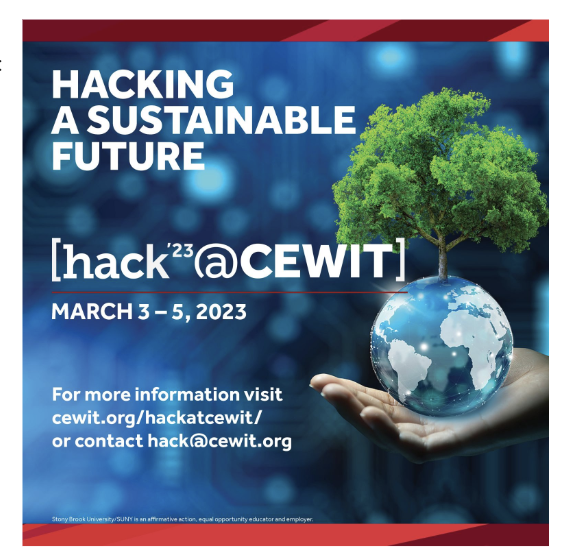 HACKING
A SUSTAINABLE
FUTURE
[hack'23@CEWIT]
MARCH 3 – 5, 2023
For more information visit
cewit.org/hackatcewit/
or contact hack@cewit.org
Stony Brook University/SUNY is an affirmative action, equal opportunity educator and employer.